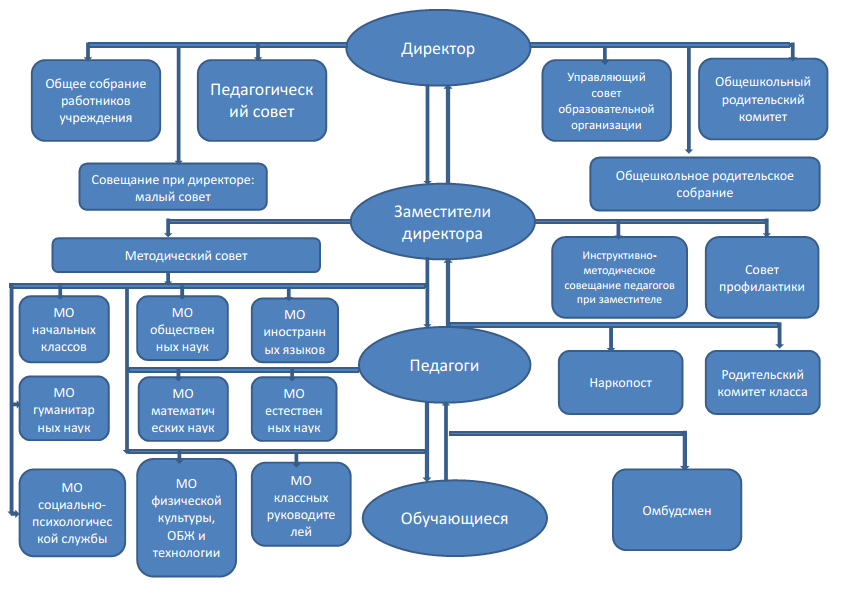 Директор
Общее собрание
работников
учреждения
Педагогическ
ий совет
Управляющий
совет
образовательной
организации
Общешкольный
родительский
комитет
Совещание при директоре:
малый совет
Общешкольное родительское
собрание
Заместители
директора
Методический совет
Инструктивно-
методическое
совещание педагогов
при заместителе
Совет
профилактики
МО
начальных
классов
МО
обществен
ных наук
МО
иностранн
ых языков
Педагоги
Наркопост
Родительский
комитет класса
МО
гуманитар
ных наук
МО
математич
еских наук
МО
естествен
ных наук
МО
социально-
психологичес
кой службы
МО
физической
культуры,
ОБЖ и
технологии
МО
классных
руководите
лей
Обучающиеся
Омбудсмен